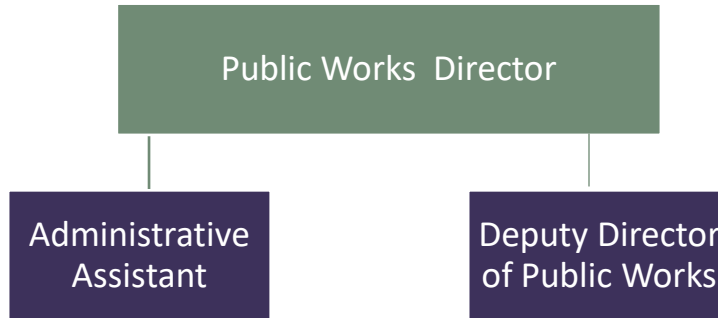 Public Works  Director
Administrative
Assistant
Deputy Director
of Public Works